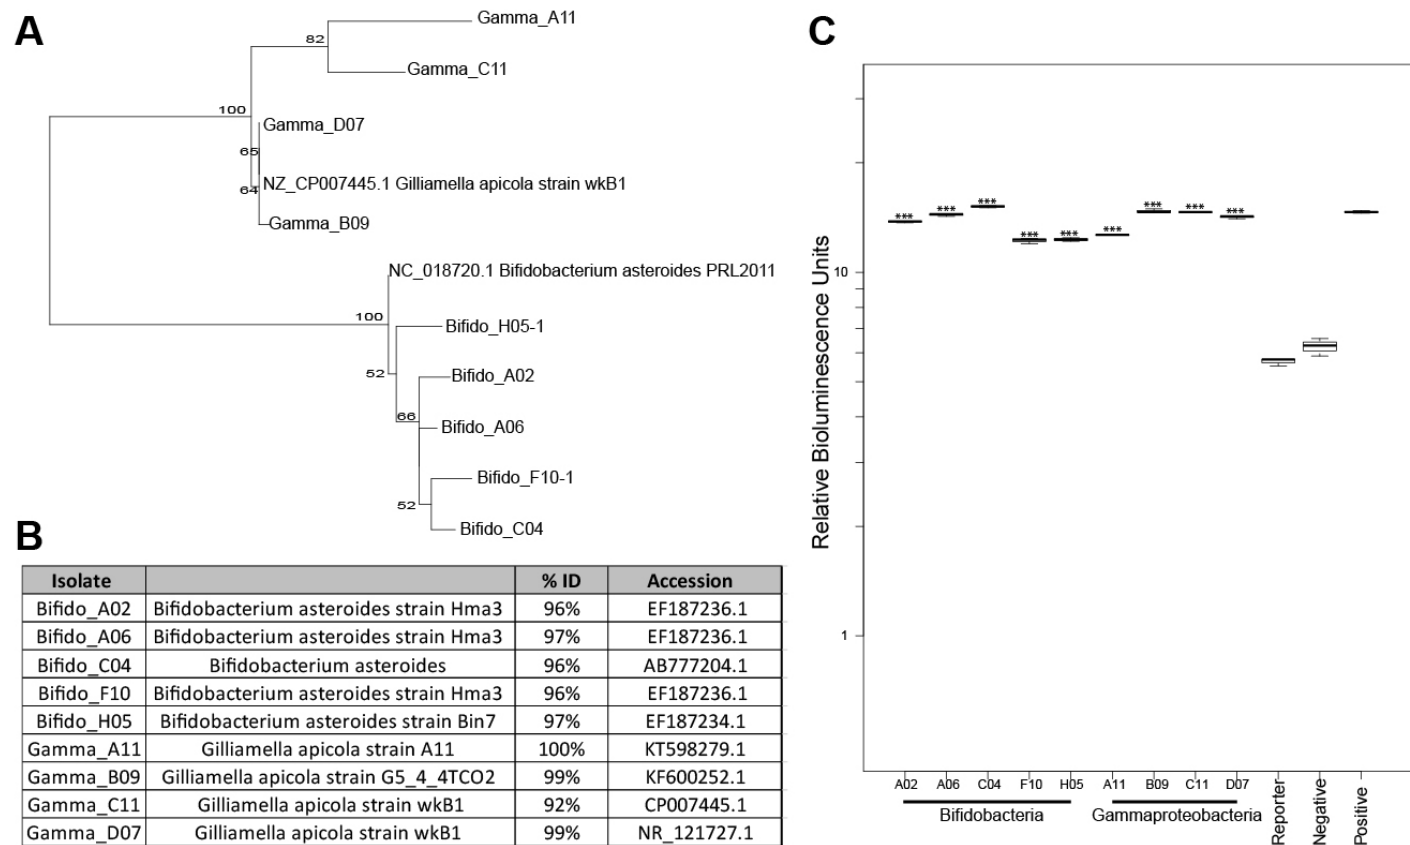 A
Gamma_A11
82
Gamma_C11
100
Gamma_D07
65
64
NZ_CP007445.1 Gilliamella apicola strain wkB1
Gamma_B09
NC_018720.1 Bifidobacterium asteroides PRL2011
100
Bifido_H05-1
52
Bifido_A02
66
Bifido_A06
Bifido_F10-1
52
Bifido_C04
B
Isolate % ID Accession
Bifido_A02 Bifidobacterium asteroides strain Hma3 96% EF187236.1
Bifido_A06 Bifidobacterium asteroides strain Hma3 97% EF187236.1
Bifido_C04 Bifidobacterium asteroides 96% AB777204.1
Bifido_F10 Bifidobacterium asteroides strain Hma3 96% EF187236.1
Bifido_H05 Bifidobacterium asteroides strain Bin7 97% EF187234.1
Gamma_A11 Gilliamella apicola strain A11 100% KT598279.1
Gamma_B09 Gilliamella apicola strain G5_4_4TCO2 99% KF600252.1
Gamma_C11 Gilliamella apicola strain wkB1 92% CP007445.1
Gamma_D07 Gilliamella apicola strain wkB1 99% NR_121727.1
C
Relative Bioluminescence Units
10
1
*** *** *** *** *** *** *** *** ***
A02 A06 C04 F10 H05 A11 B09 C11 D07
Bifidobacteria Gammaproteobacteria
Reporter
Negative
Positive